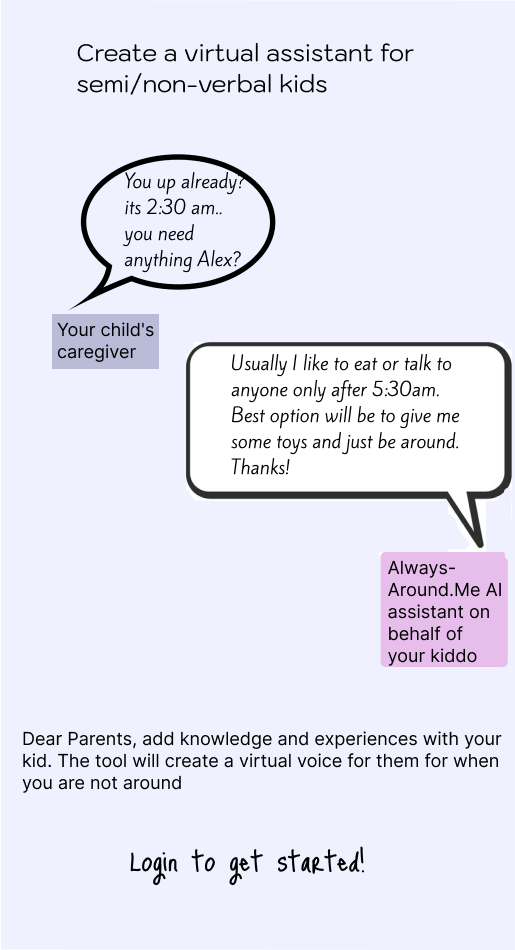 Create a virtual assistant for
semi/non-verbal kids
You up already?
its 2:30 am..
you need
anything Alex?
Your child's
caregiver
Usually I like to eat or talk to
anyone only after 5:30am.
Best option will be to give me
some toys and just be around.
Thanks!
Always-
Around.Me AI
assistant on
behalf of
your kiddo
Dear Parents, add knowledge and experiences with your
kid. The tool will create a virtual voice for them for when
you are not around
Login to get started!